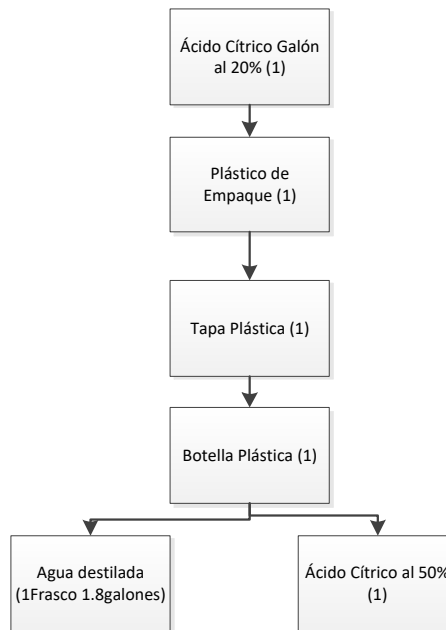 Ácido Cítrico Galón
al 20% (1)
Plástico de
Empaque (1)
Tapa Plástica (1)
Botella Plástica (1)
Agua destilada
(1Frasco 1.8galones)
Ácido Cítrico al 50%
(1)